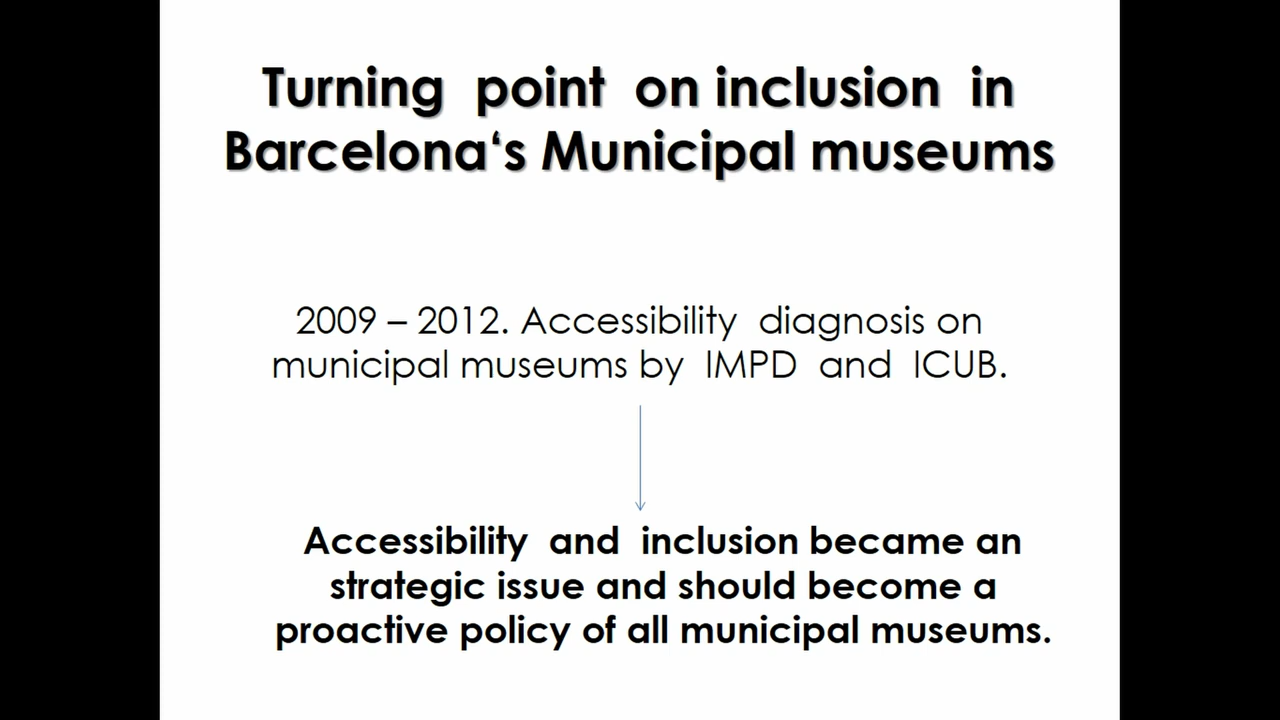 Turning point on inclusion in
Barcelona‘s Municipal museums
2009 – 2012. Accessibility diagnosis on
municipal museums by IMPD and ICUB.
Accessibility and inclusion became an
strategic issue and should become a
proactive policy of all municipal museums.